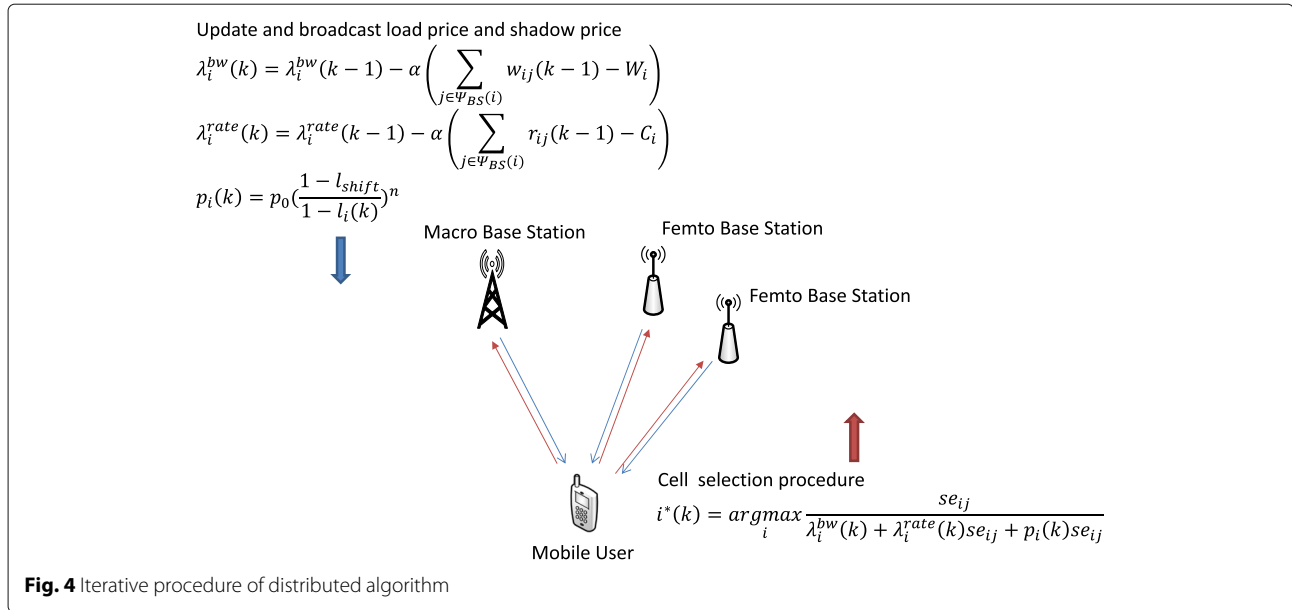 Update and broadcast load price and shadow price
λ_i^{bw}(k) = λ_i^{bw}(k − 1) − α(∑_{j∈Ψ_{BS}(i)} w_{ij}(k − 1) − W_i)
λ_i^{rate}(k) = λ_i^{rate}(k − 1) − α(∑_{j∈Ψ_{BS}(i)} r_{ij}(k − 1) − C_i)
p_i(k) = p_0(\frac{1 − l_{shift}}{1 − l_i(k)})^n
Macro Base Station
Femto Base Station
Femto Base Station
Cell selection procedure
i^*(k) = argmax_i \frac{se_{ij}}{λ_i^{bw}(k) + λ_i^{rate}(k)se_{ij} + p_i(k)se_{ij}}
Mobile User
Fig. 4 Iterative procedure of distributed algorithm